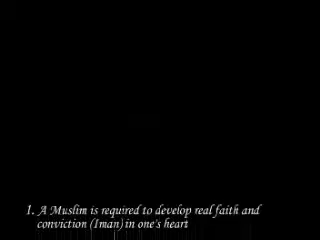 1. A Muslim is required to develop real faith and
conviction (Iman) in one's heart